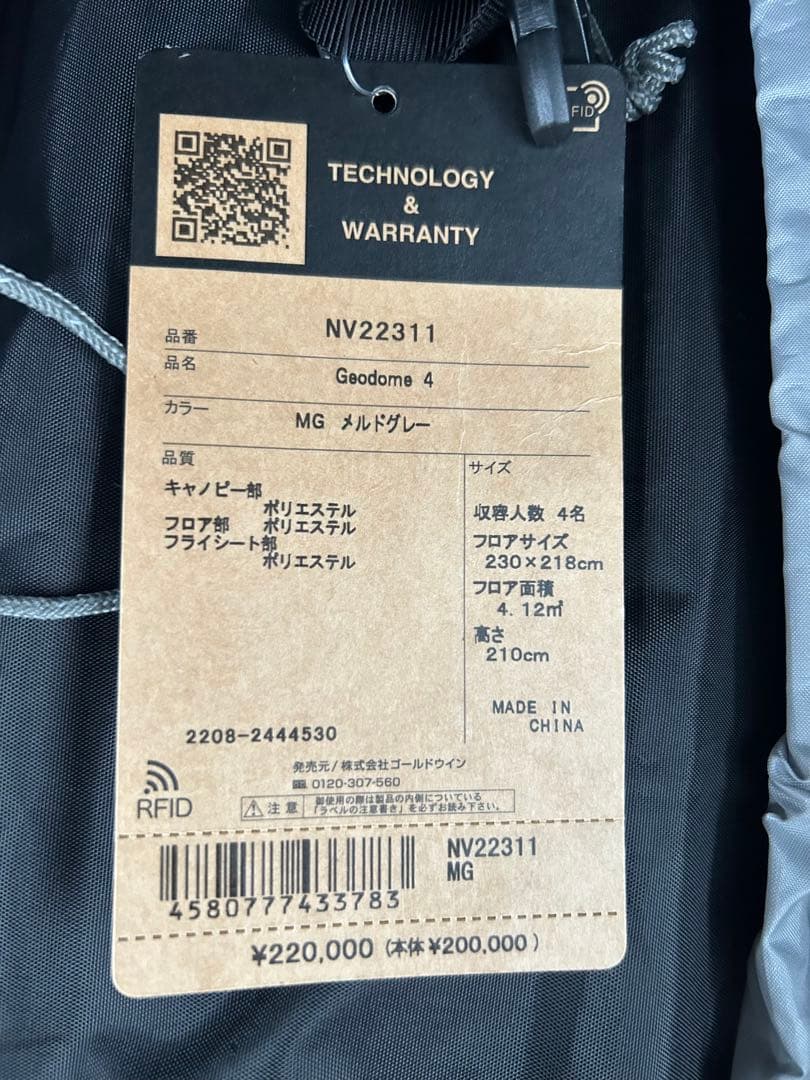 FID
TECHNOLOGY
&
WARRANTY
品番 NV22311
品名 Geodome 4
カラー MG メルドグレー
品質
キャノピー部
ポリエステル
フロア部 ポリエステル
フライシート部
ポリエステル
サイズ
収容人数 4名
フロアサイズ
230×218cm
フロア面積
4.12㎡
高さ
210cm
MADE IN
CHINA
2208-2444530
発売元/株式会社ゴールドウイン
0120-307-560
RFID
注意 御使用の際は製品の内側についている
「ラベルの注意書き」を必ずお読み下さい。
NV22311
MG
4580777433783
¥220,000 (本体¥200,000)